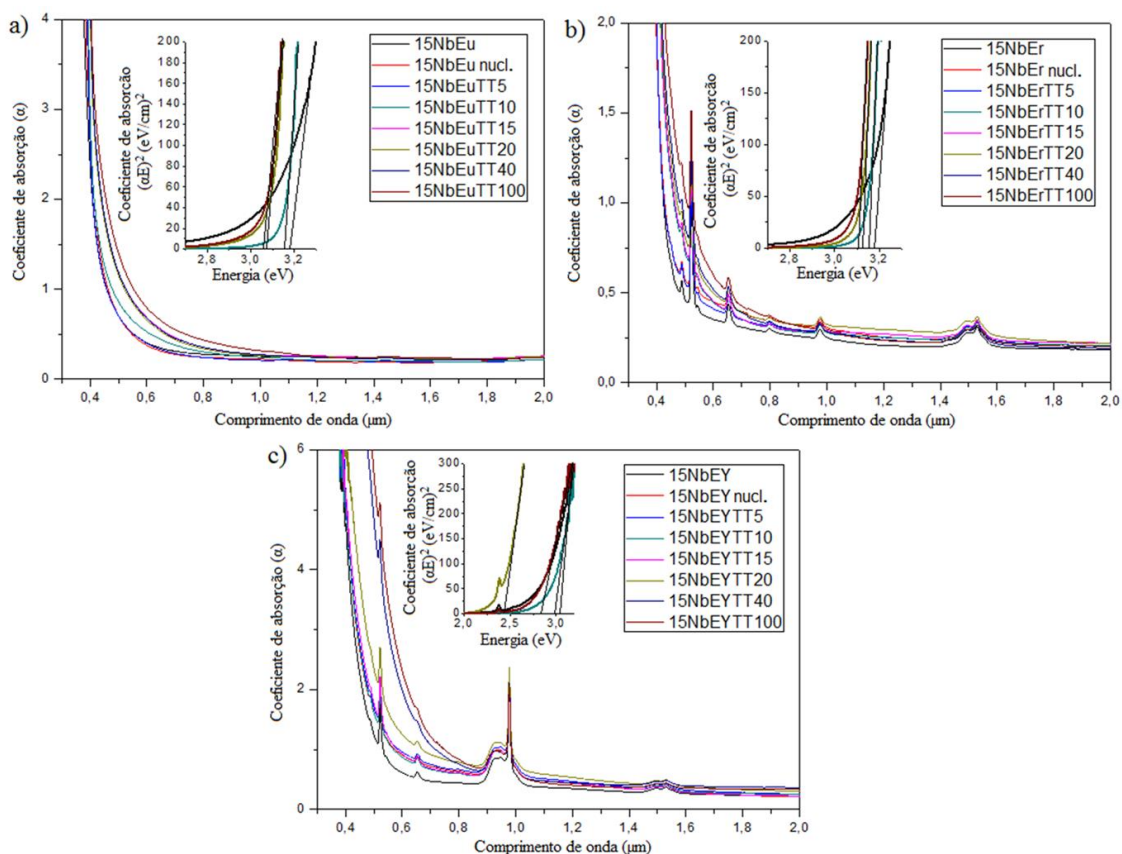 a)
Coeficiente de absorção (α)
4
3
2
1
0
0,4 0,6 0,8 1,0 1,2 1,4 1,6 1,8 2,0
Comprimento de onda (μm)
Coeficiente de absorção
(αE)² (eV/cm)²
200
180
160
140
120
100
80
60
40
20
0
3,0 3,2
Energia (eV)
15NbEu
15NbEu nucl.
15NbEuTT5
15NbEuTT10
15NbEuTT15
15NbEuTT20
15NbEuTT40
15NbEuTT100
b)
Coeficiente de absorção (α)
2,0
1,5
1,0
0,5
0,0
0,4 0,6 0,8 1,0 1,2 1,4 1,6 1,8 2,0
Comprimento de onda (μm)
Coeficiente de absorção
(αE)² (eV/cm)²
200
180
160
140
120
100
80
60
40
20
0
3,0 3,2
Energia (eV)
15NbEr
15NbEr nucl.
15NbErTT5
15NbErTT10
15NbErTT15
15NbErTT20
15NbErTT40
15NbErTT100
c)
Coeficiente de absorção (α)
6
4
2
0
0,4 0,6 0,8 1,0 1,2 1,4 1,6 1,8 2,0
Comprimento de onda (μm)
Coeficiente de absorção
(αE)² (eV/cm)²
300
250
200
150
100
50
0
2,0 2,5 3,0
Energia (eV)
15NbEY
15NbEY nucl.
15NbEYTT5
15NbEYTT10
15NbEYTT15
15NbEYTT20
15NbEYTT40
15NbEYTT100